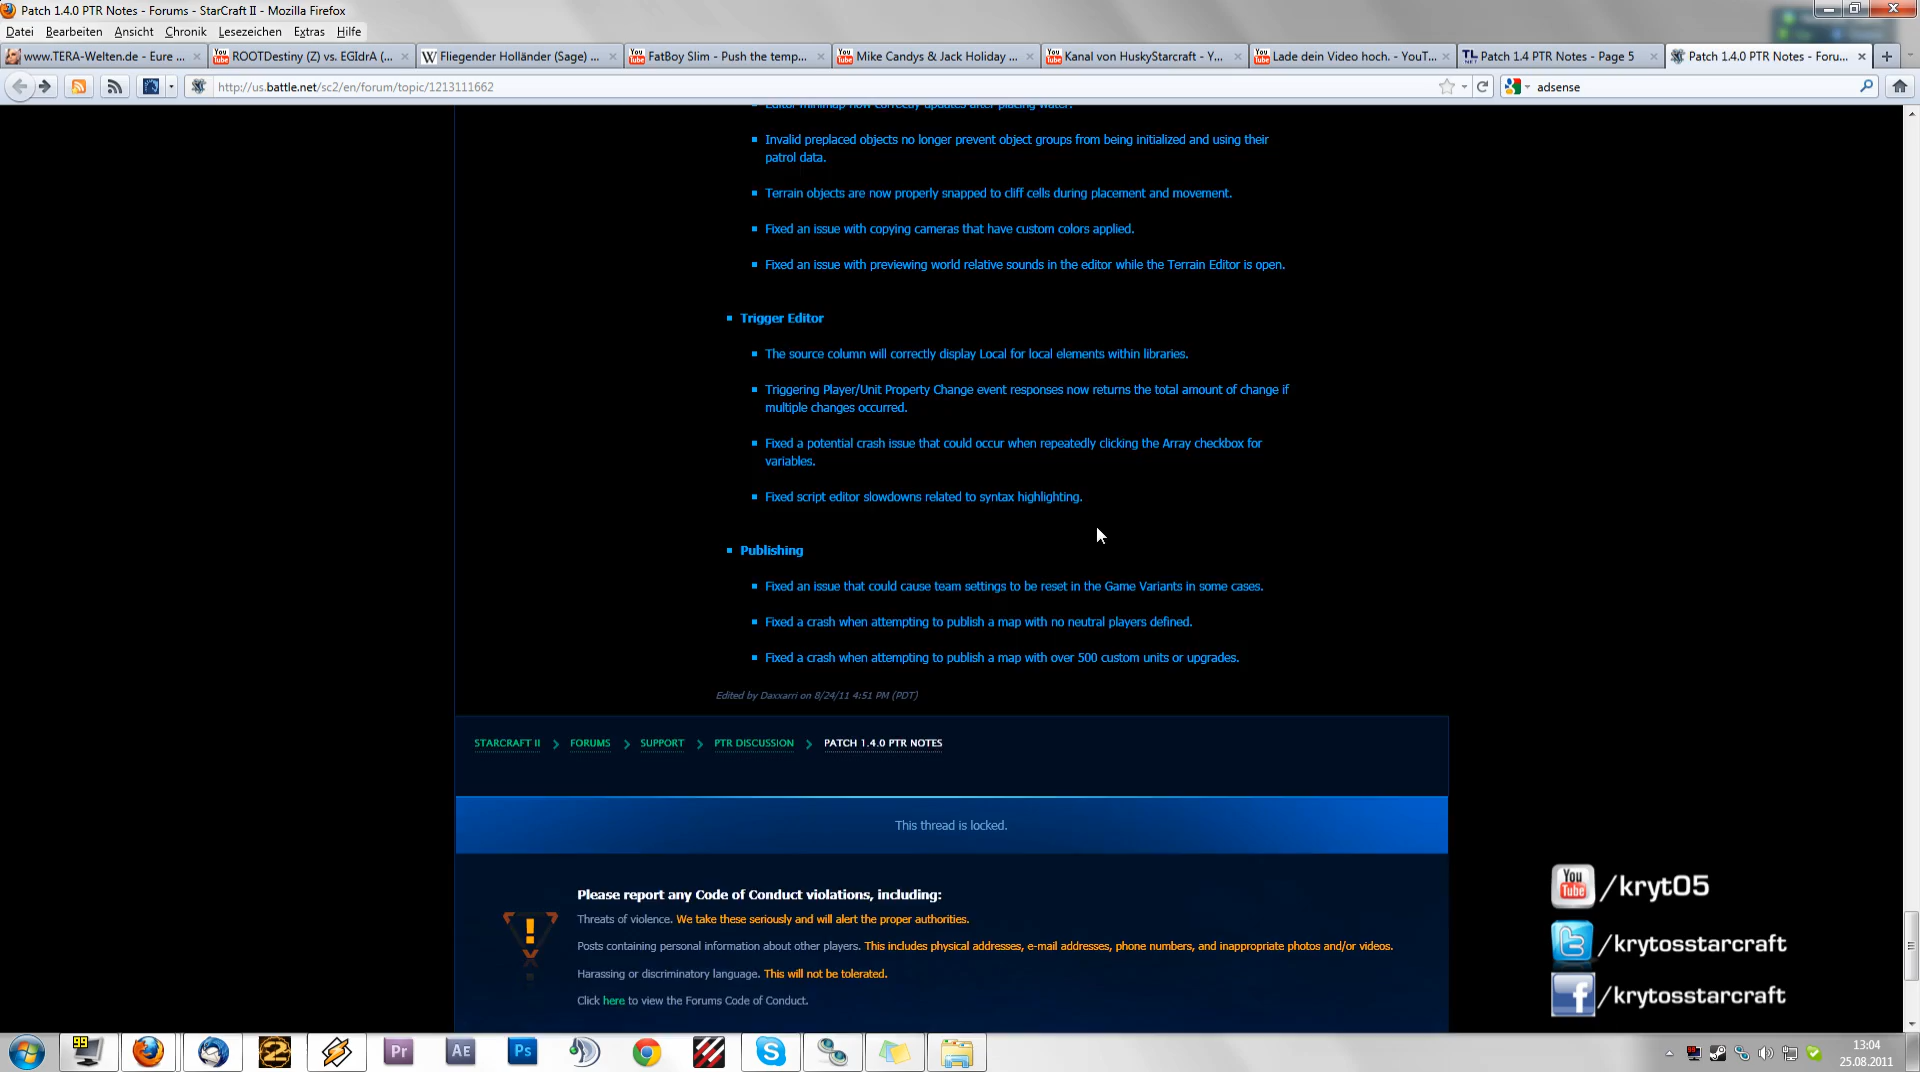 Patch 1.4.0 PTR Notes - Forums - StarCraft II - Mozilla Firefox
Datei Bearbeiten Ansicht Chronik Lesezeichen Extras Hilfe
www.TERA-Welten.de - Eure ... ROOTDestiny (Z) vs. EGIdrA (... Fliegender Holländer (Sage) ... FatBoy Slim - Push the temp... Mike Candys & Jack Holiday ... Kanal von HuskyStarcraft - Y... Lade dein Video hoch. - YouT... Patch 1.4 PTR Notes - Page 5 Patch 1.4.0 PTR Notes - Foru...
http://us.battle.net/sc2/en/forum/topic/1213111662 adsense
Editor minimap now correctly updates after placing water.
Invalid preplaced objects no longer prevent object groups from being initialized and using their
patrol data.
Terrain objects are now properly snapped to cliff cells during placement and movement.
Fixed an issue with copying cameras that have custom colors applied.
Fixed an issue with previewing world relative sounds in the editor while the Terrain Editor is open.
Trigger Editor
The source column will correctly display Local for local elements within libraries.
Triggering Player/Unit Property Change event responses now returns the total amount of change if
multiple changes occurred.
Fixed a potential crash issue that could occur when repeatedly clicking the Array checkbox for
variables.
Fixed script editor slowdowns related to syntax highlighting.
Publishing
Fixed an issue that could cause team settings to be reset in the Game Variants in some cases.
Fixed a crash when attempting to publish a map with no neutral players defined.
Fixed a crash when attempting to publish a map with over 500 custom units or upgrades.
Edited by Daxxarri on 8/24/11 4:51 PM (PDT)
STARCRAFT II FORUMS SUPPORT PTR DISCUSSION PATCH 1.4.0 PTR NOTES
This thread is locked.
Please report any Code of Conduct violations, including:
Threats of violence. We take these seriously and will alert the proper authorities.
Posts containing personal information about other players. This includes physical addresses, e-mail addresses, phone numbers, and inappropriate photos and/or videos.
Harassing or discriminatory language. This will not be tolerated.
Click here to view the Forums Code of Conduct.
You Tube /kryt05
/krytosstarcraft
/krytosstarcraft
99 2 Pr AE Ps
13:04
25.08.2011